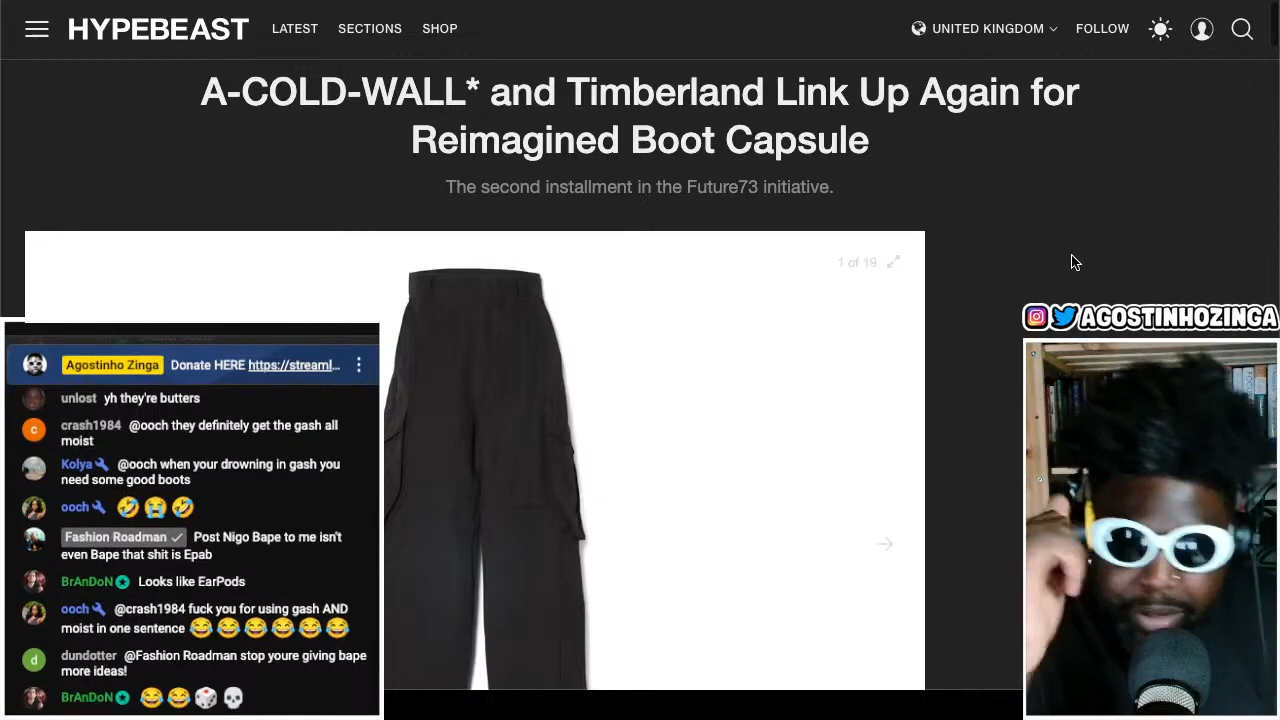 HYPEBEAST
LATEST SECTIONS SHOP
UNITED KINGDOM
FOLLOW
A-COLD-WALL* and Timberland Link Up Again for
Reimagined Boot Capsule
The second installment in the Future73 initiative.
1 of 19
Agostinho Zinga Donate HERE https://streaml...
unlost yh they're butters
crash1984 @ooch they definitely get the gash all
moist
Kolya @ooch when your drowning in gash you
need some good boots
ooch 🤣😭🤣
Fashion Roadman Post Nigo Bape to me isn't
even Bape that shit is Epab
BrAnDoN Looks like EarPods
ooch @crash1984 fuck you for using gash AND
moist in one sentence 😂😂😂😂😂😂
dundotter @Fashion Roadman stop youre giving bape
more ideas!
BrAnDoN 😂😂🎲💀
AGOSTINHOZINGA